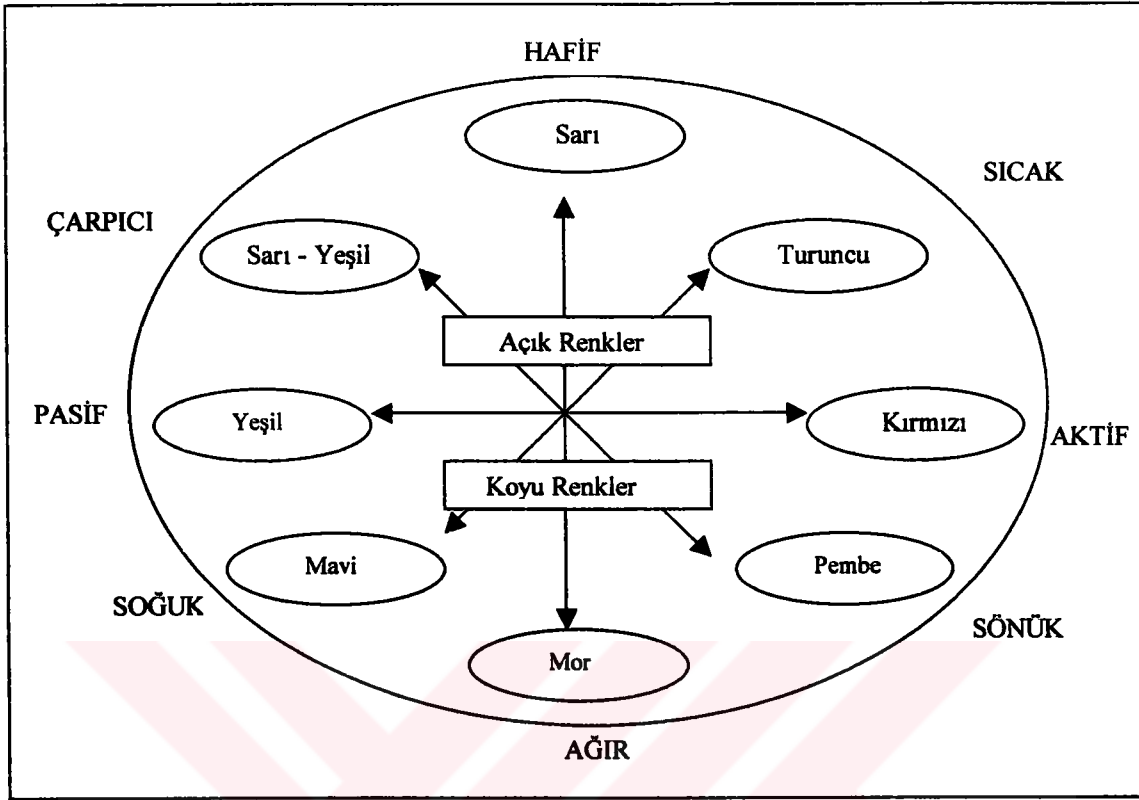 HAFİF
Sarı
SICAK
ÇARPICI
Sarı - Yeşil
Turuncu
Açık Renkler
PASİF
Yeşil
Kırmızı
AKTİF
Koyu Renkler
Mavi
Pembe
SOĞUK
SÖNÜK
Mor
AĞIR